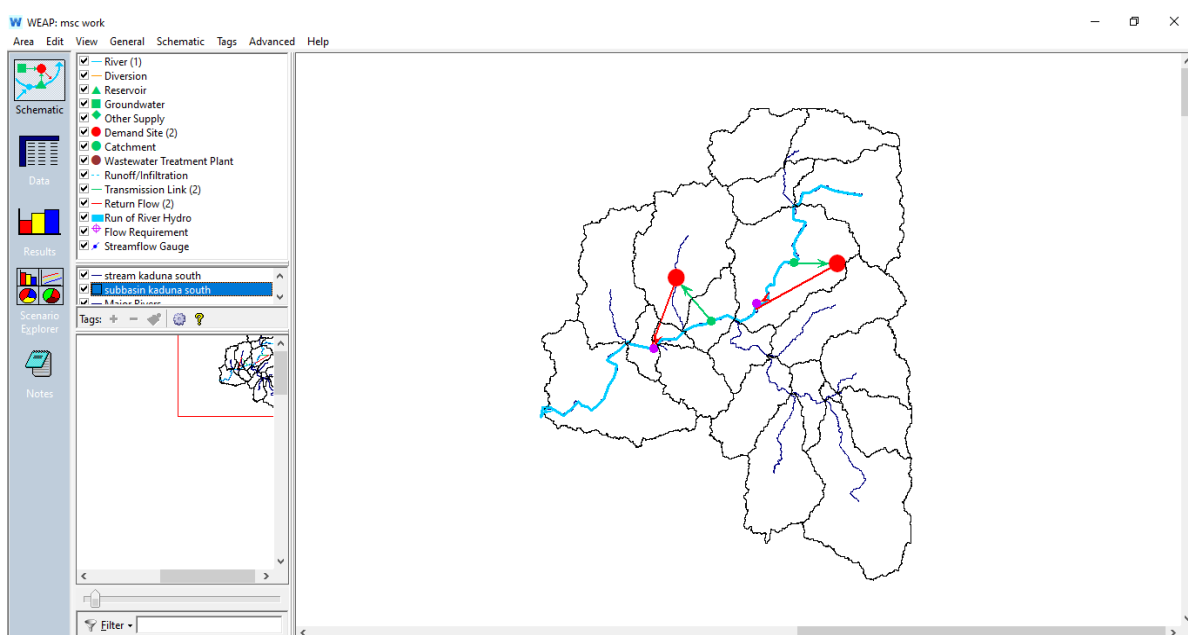 W WEAP: msc work
Area Edit View General Schematic Tags Advanced Help
Schematic
Data
Results
Scenario
Explorer
Notes
River (1)
Diversion
Reservoir
Groundwater
Other Supply
Demand Site (2)
Catchment
Wastewater Treatment Plant
Runoff/Infiltration
Transmission Link (2)
Return Flow (2)
Run of River Hydro
Flow Requirement
Streamflow Gauge
stream kaduna south
subbasin kaduna south
Major Rivers
Tags:
Filter